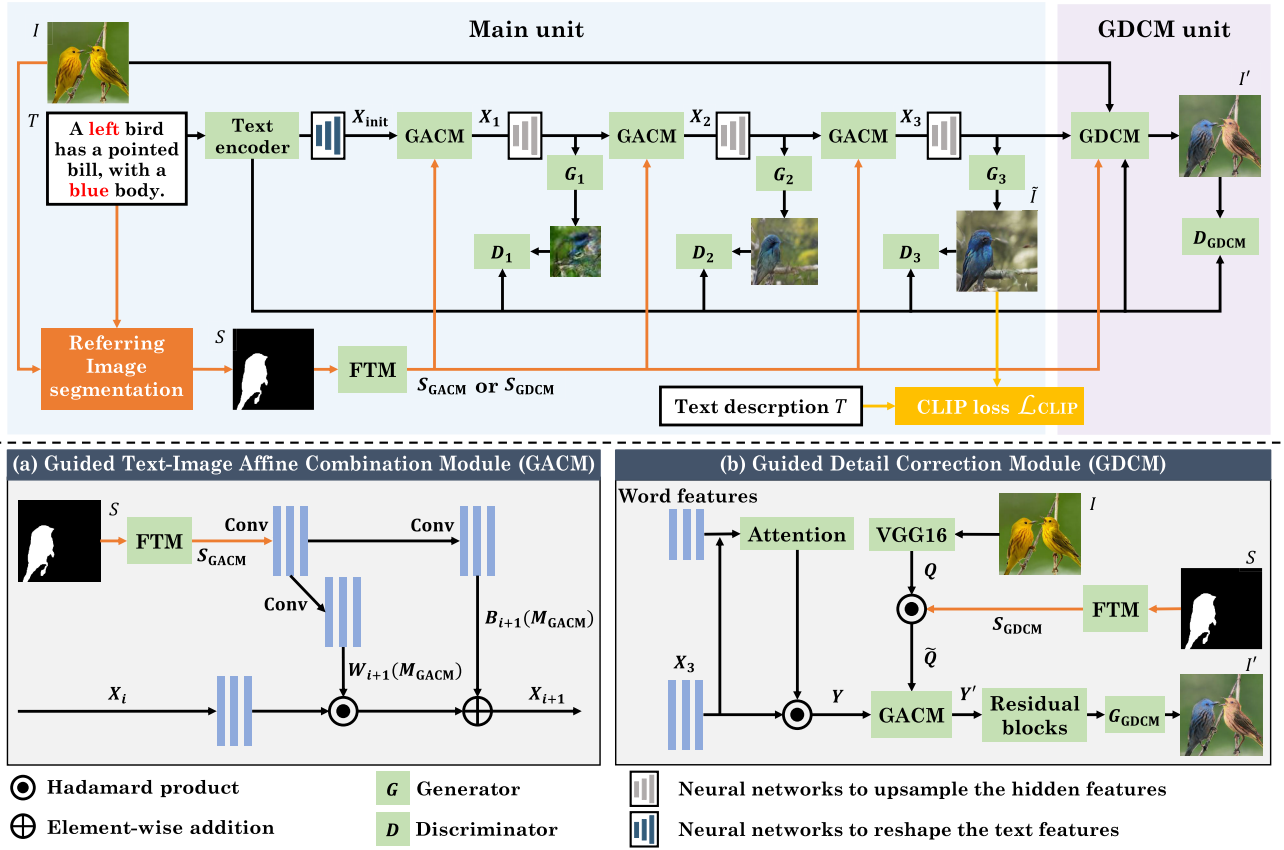 Main unit
GDCM unit
I
I′
T
A left bird
has a pointed
bill, with a
blue body.
Text
encoder
X_init
GACM
X_1
GACM
X_2
GACM
X_3
GDCM
G_1
G_2
G_3
Ĩ
D_1
D_2
D_3
D_GDCM
Referring
Image
segmentation
S
FTM
S_GACM or S_GDCM
Text descrption T
CLIP loss ℒ_CLIP
(a) Guided Text-Image Affine Combination Module (GACM)
S
FTM
S_GACM
Conv
Conv
Conv
B_{i+1}(M_GACM)
W_{i+1}(M_GACM)
X_i
X_{i+1}
(b) Guided Detail Correction Module (GDCM)
Word features
Attention
VGG16
I
Q
S
FTM
S_GDCM
Q̃
X_3
Y
GACM
Y′
Residual
blocks
G_GDCM
I′
Hadamard product
G Generator
Neural networks to upsample the hidden features
Element-wise addition
D Discriminator
Neural networks to reshape the text features